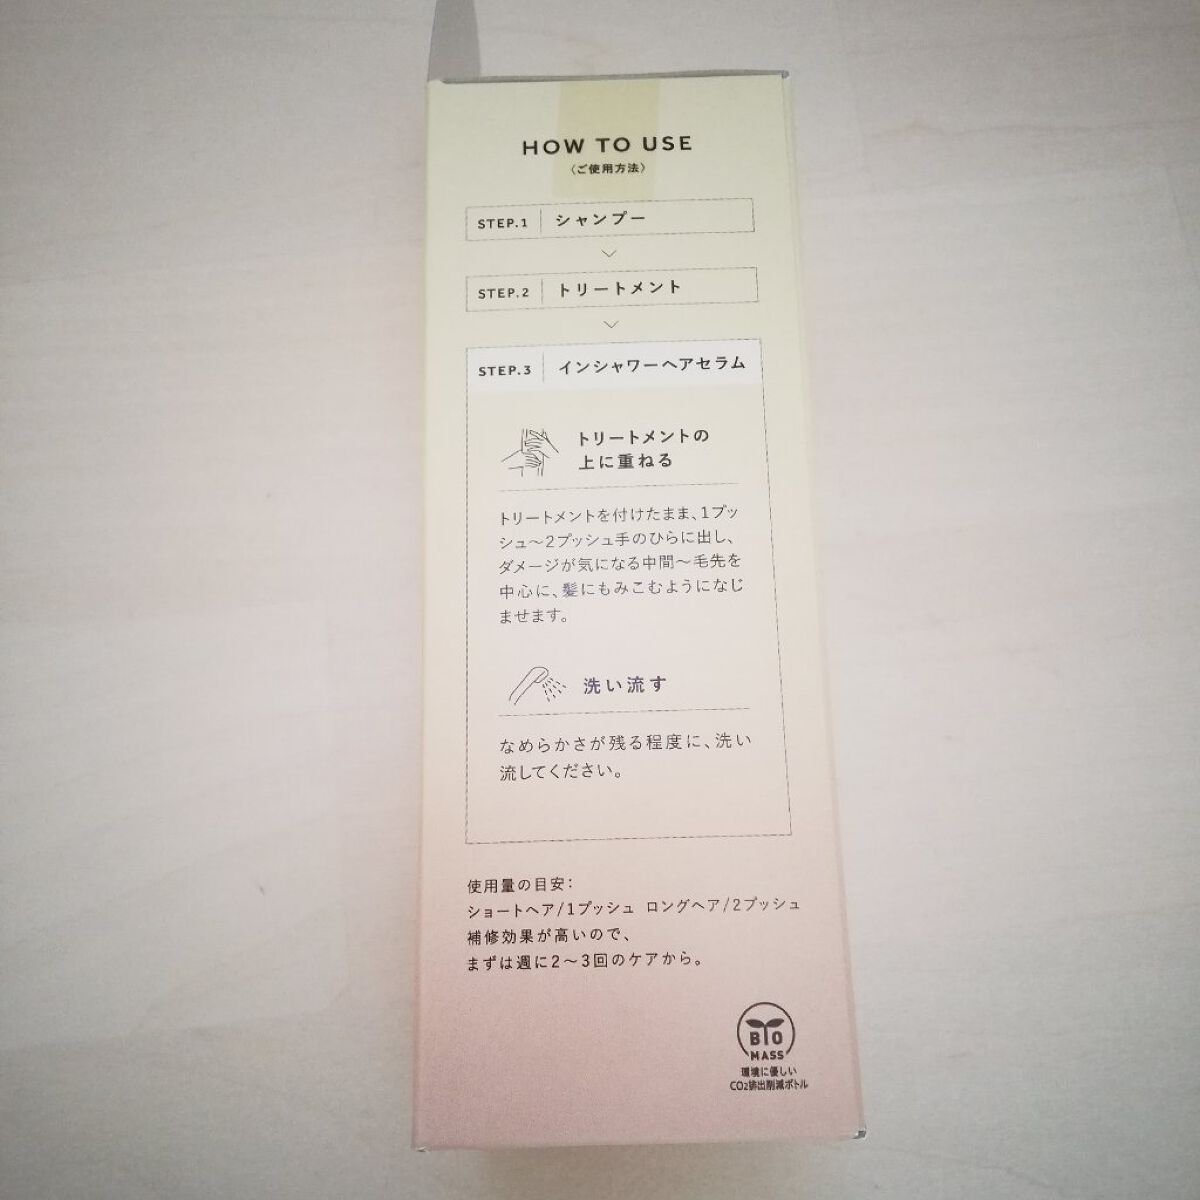 HOW TO USE
〈ご使用方法〉
STEP.1 シャンプー
STEP.2 トリートメント
STEP.3 インシャワーヘアセラム
トリートメントの
上に重ねる
トリートメントを付けたまま、1プッ
シュ〜2プッシュ手のひらに出し、
ダメージが気になる中間〜毛先を
中心に、髪にもみこむようになじ
ませます。
洗い流す
なめらかさが残る程度に、洗い
流してください。
使用量の目安：
ショートヘア/1プッシュ ロングヘア/2プッシュ
補修効果が高いので、
まずは週に2〜3回のケアから。
BIO
MASS
環境に優しい
CO2排出削減ボトル